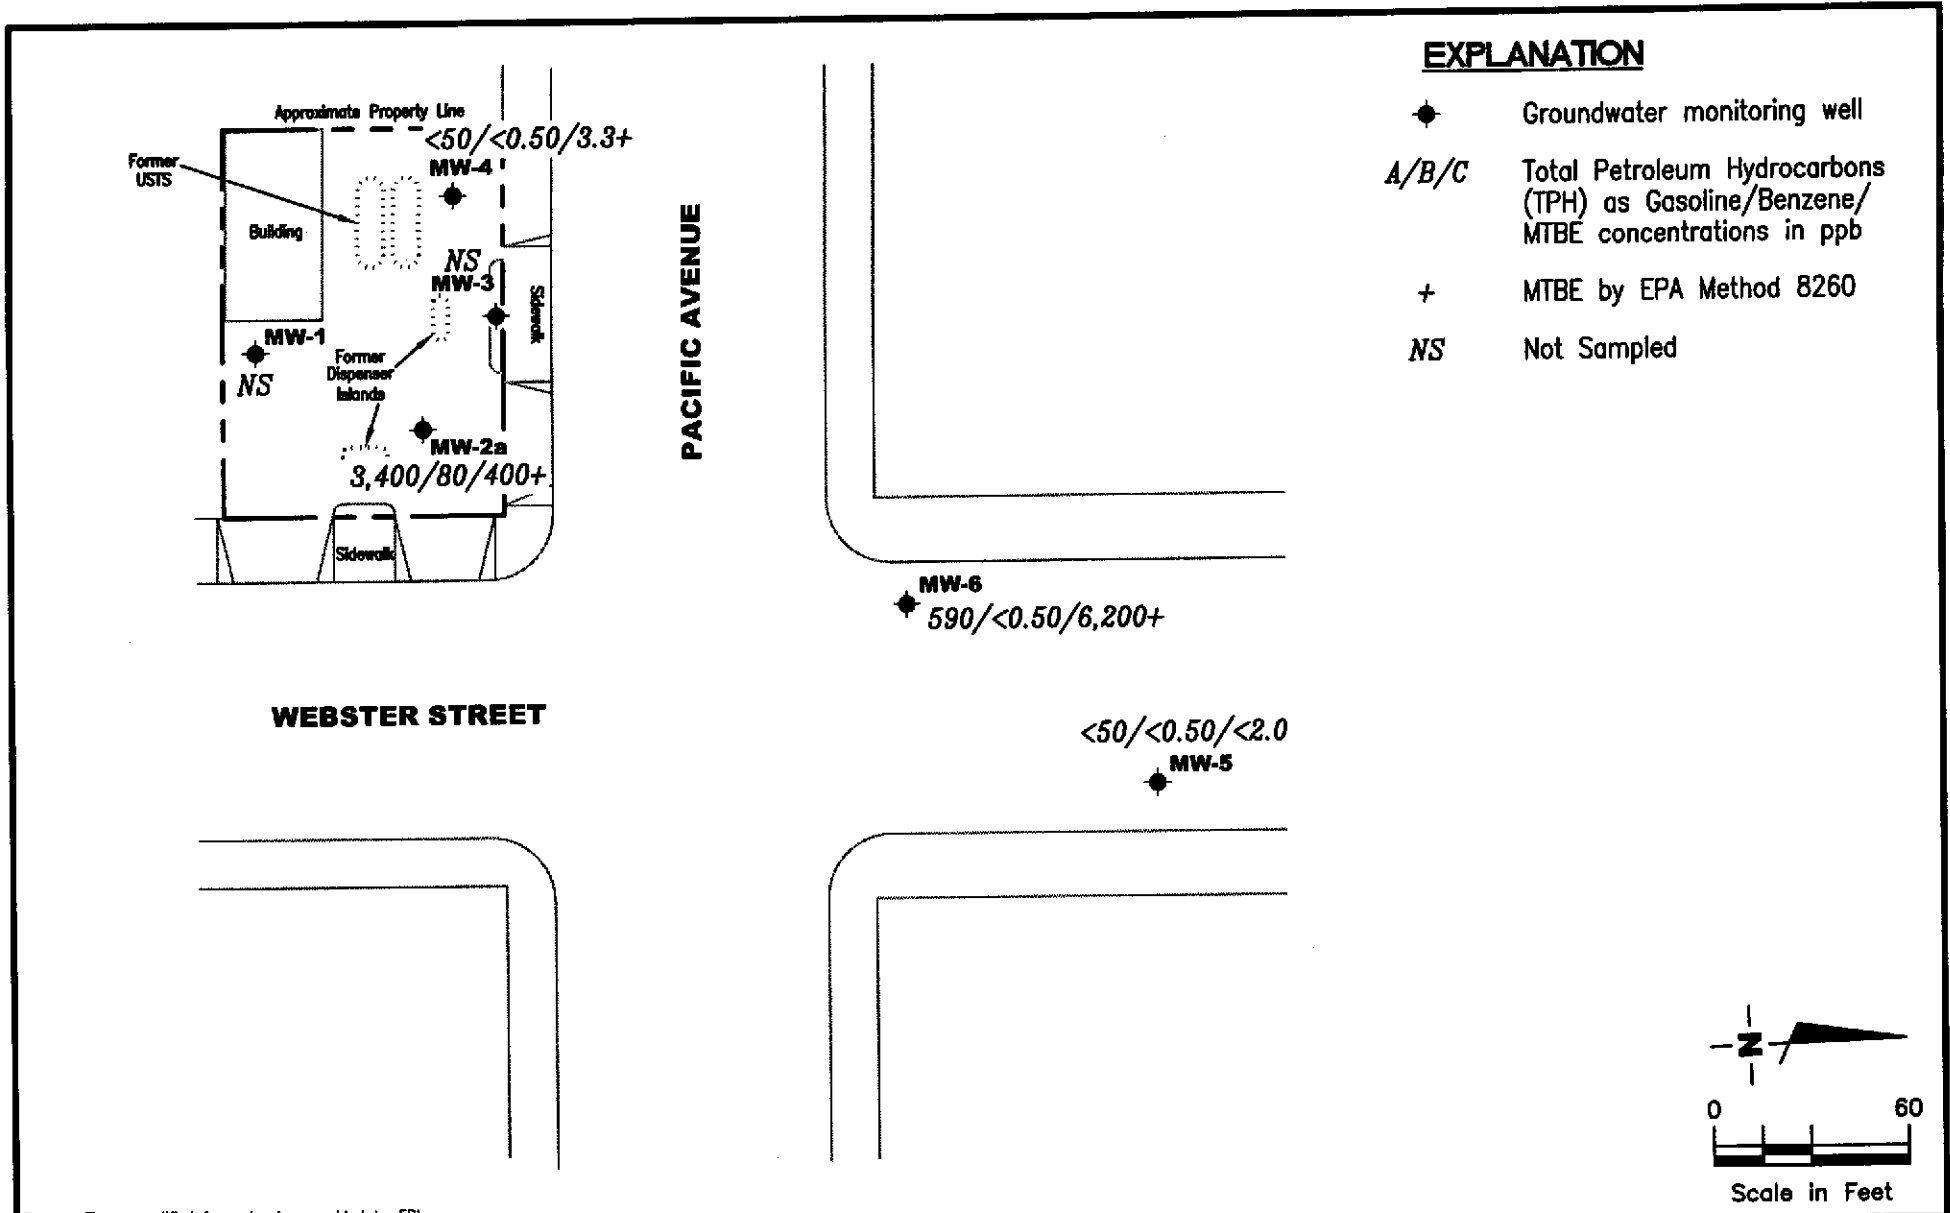 EXPLANATION
Groundwater monitoring well
A/B/C Total Petroleum Hydrocarbons
(TPH) as Gasoline/Benzene/
MTBE concentrations in ppb
+ MTBE by EPA Method 8260
NS Not Sampled
Approximate Property Line
<50/<0.50/3.3+
MW-4
Former
USTS
Building
NS
MW-3
Sidewalk
MW-1
NS
Former
Dispenser
Islands
MW-2a
3,400/80/400+
Sidewalk
PACIFIC AVENUE
MW-6
590/<0.50/6,200+
WEBSTER STREET
<50/<0.50/<2.0
MW-5
N
0 60
Scale in Feet